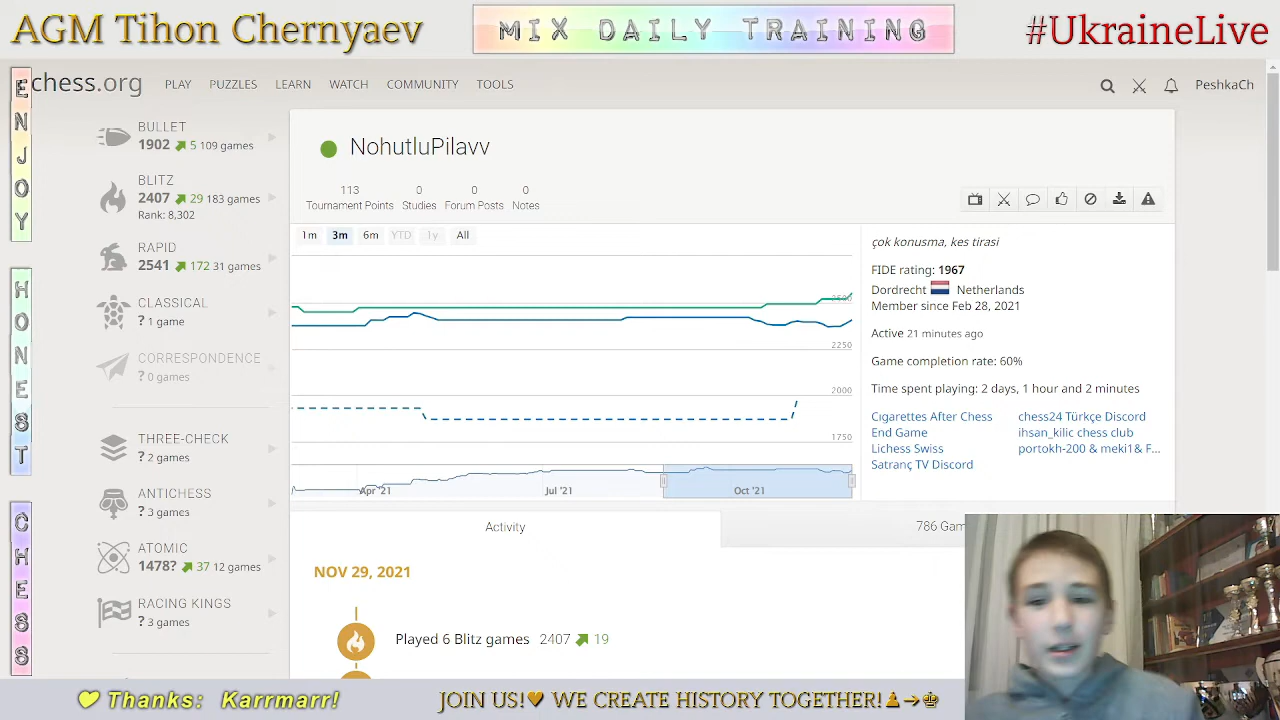 AGM Tihon Chernyaev
MIX DAILY TRAINING
#UkraineLive
ENJOY
HONEST
CHESS
chess.org
PLAY PUZZLES LEARN WATCH COMMUNITY TOOLS
PeshkaCh
BULLET
1902 5 109 games
BLITZ
2407 29 183 games
Rank: 8,302
RAPID
2541 172 31 games
CLASSICAL
? 1 game
CORRESPONDENCE
? 0 games
THREE-CHECK
? 2 games
ANTICHESS
? 3 games
ATOMIC
1478? 37 12 games
RACING KINGS
? 3 games
NohutluPilavv
113 0 0 0
Tournament Points Studies Forum Posts Notes
1m 3m 6m YTD 1y All
2500
2250
2000
1750
Apr '21 Jul '21 Oct '21
çok konusma, kes tirasi
FIDE rating: 1967
Dordrecht Netherlands
Member since Feb 28, 2021
Active 21 minutes ago
Game completion rate: 60%
Time spent playing: 2 days, 1 hour and 2 minutes
Cıgarettes After Chess chess24 Türkçe Discord
End Game ihsan_kilic chess club
Lichess Swiss portokh-200 & meki1& F...
Satranç TV Discord
Activity 786 Gam
NOV 29, 2021
Played 6 Blitz games 2407 19
Thanks: Karrmarr!
JOIN US! WE CREATE HISTORY TOGETHER!